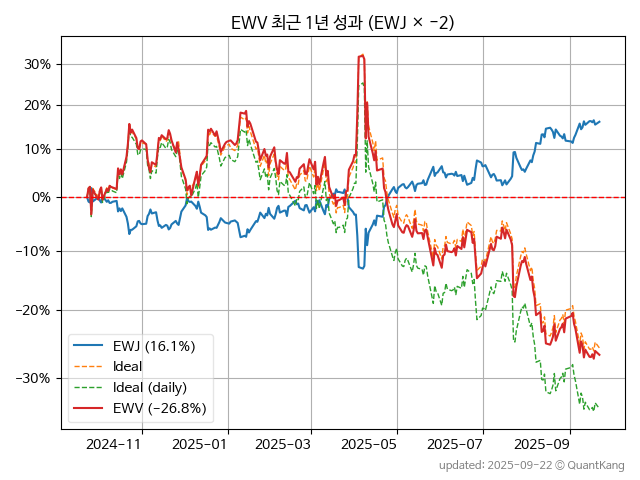 EWV 최근 1년 성과 (EWJ × −2)
30%
20%
10%
0%
−10%
−20%
−30%
EWJ (16.1%)
Ideal
Ideal (daily)
EWV (−26.8%)
2024-11 2025-01 2025-03 2025-05 2025-07 2025-09
updated: 2025-09-22 © QuantKang